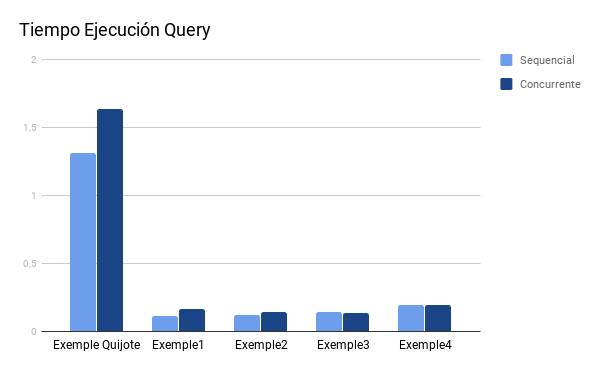 Tiempo Ejecución Query
2
1,5
1
0,5
0
Exemple Quijote
Exemple1
Exemple2
Exemple3
Exemple4
Sequencial
Concurrente